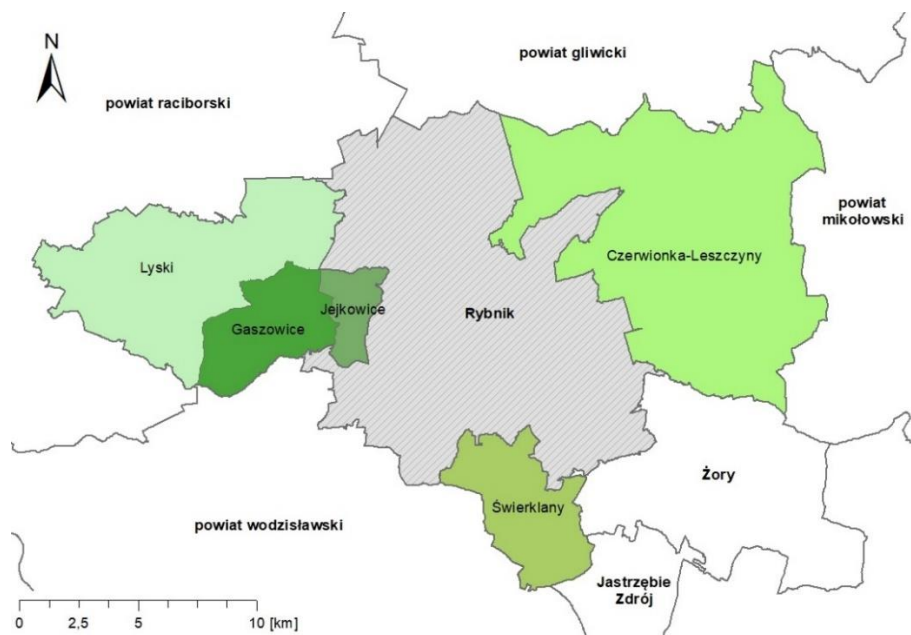 N
powiat gliwicki
powiat raciborski
powiat
mikołowski
Czerwionka-Leszczyny
Lyski
Jejkowice
Rybnik
Gaszowice
Żory
Świerklany
powiat wodzisławski
Jastrzębie
Zdrój
0 2,5 5 10 [km]